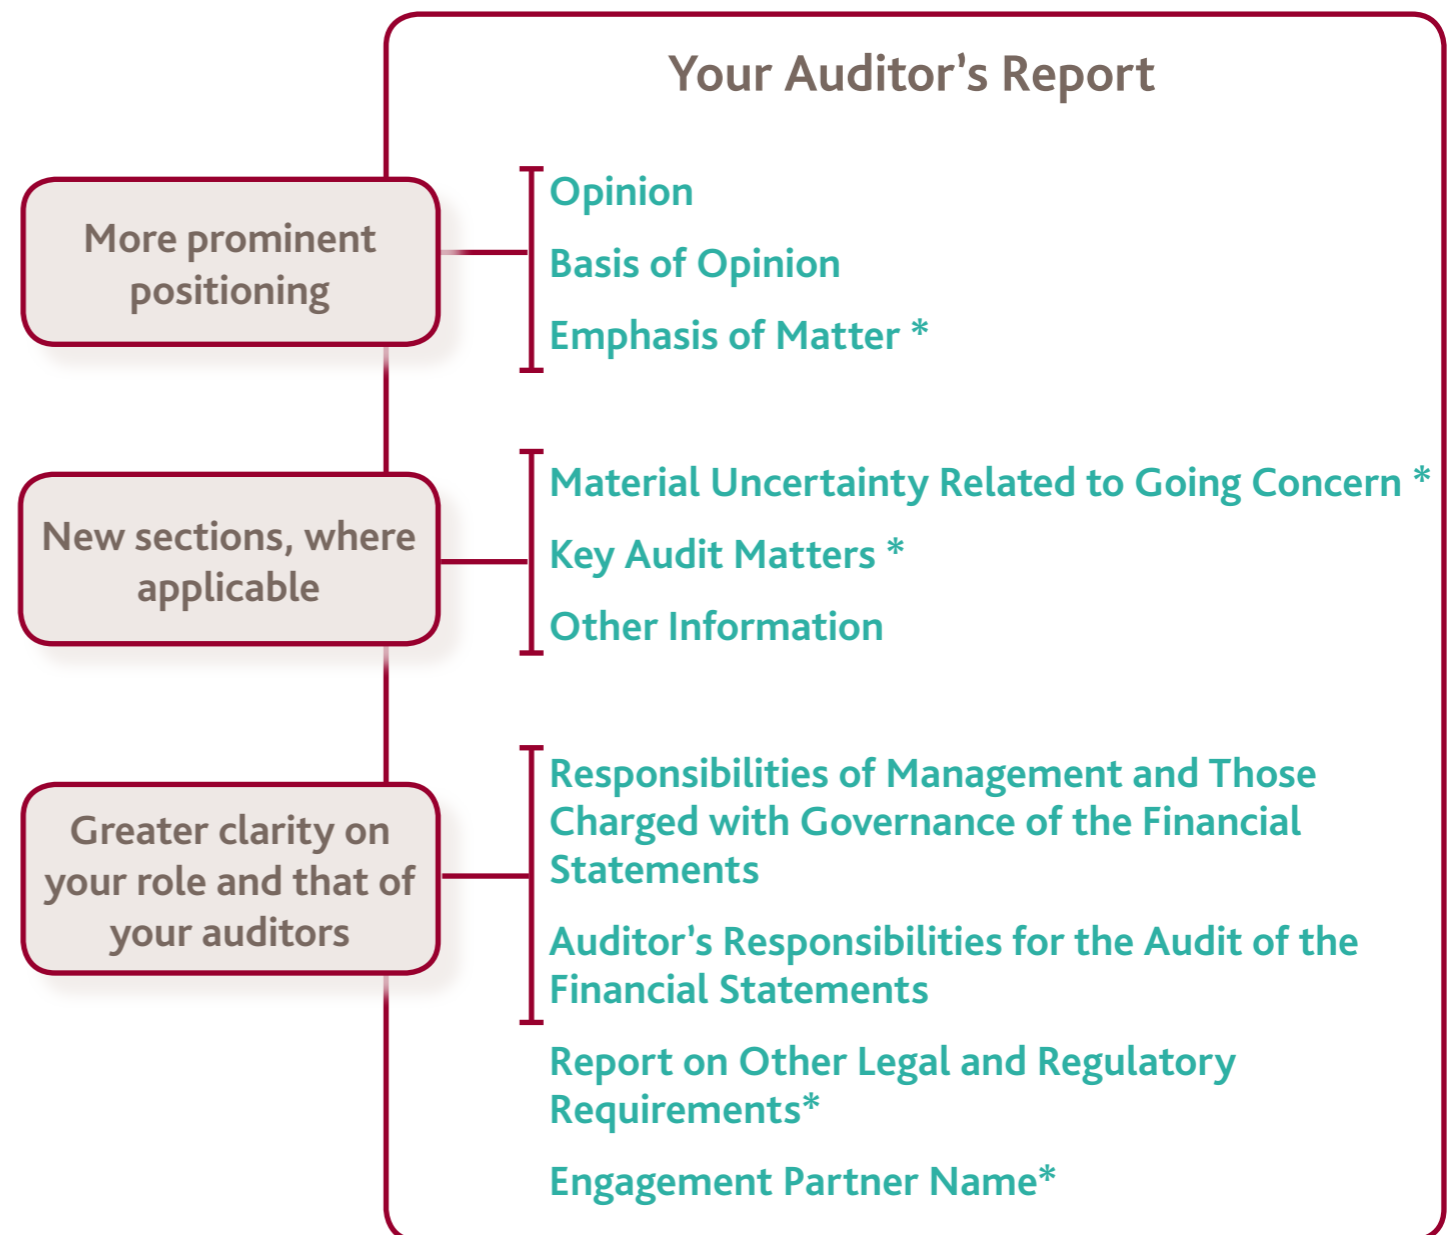 Your Auditor’s Report
More prominent
positioning
Opinion
Basis of Opinion
Emphasis of Matter *
New sections, where
applicable
Material Uncertainty Related to Going Concern *
Key Audit Matters *
Other Information
Greater clarity on
your role and that of
your auditors
Responsibilities of Management and Those
Charged with Governance of the Financial
Statements
Auditor’s Responsibilities for the Audit of the
Financial Statements
Report on Other Legal and Regulatory
Requirements*
Engagement Partner Name*